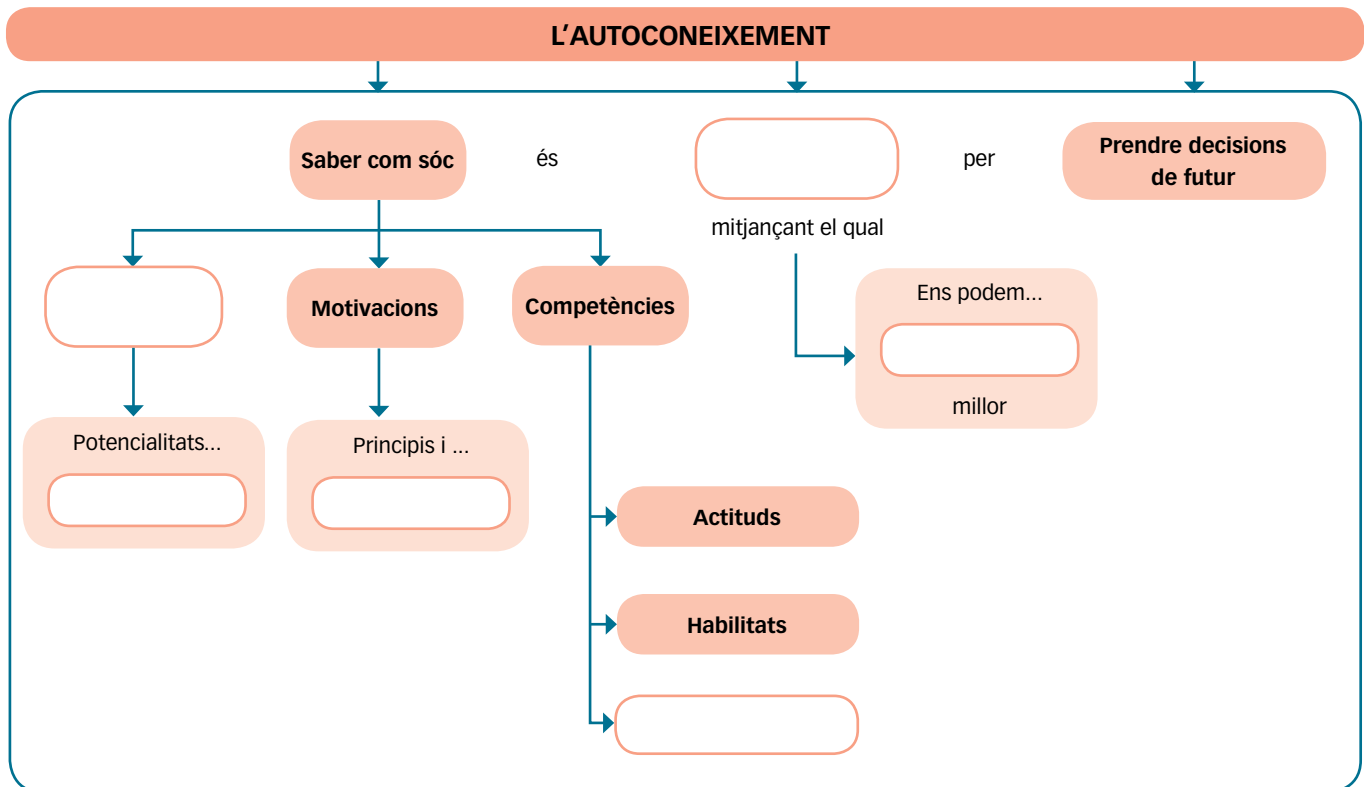 L'AUTOCONEIXEMENT
Saber com sóc
és
per
Prendre decisions
de futur
mitjançant el qual
Motivacions
Competències
Ens podem...
millor
Potencialitats...
Principis i ...
Actituds
Habilitats